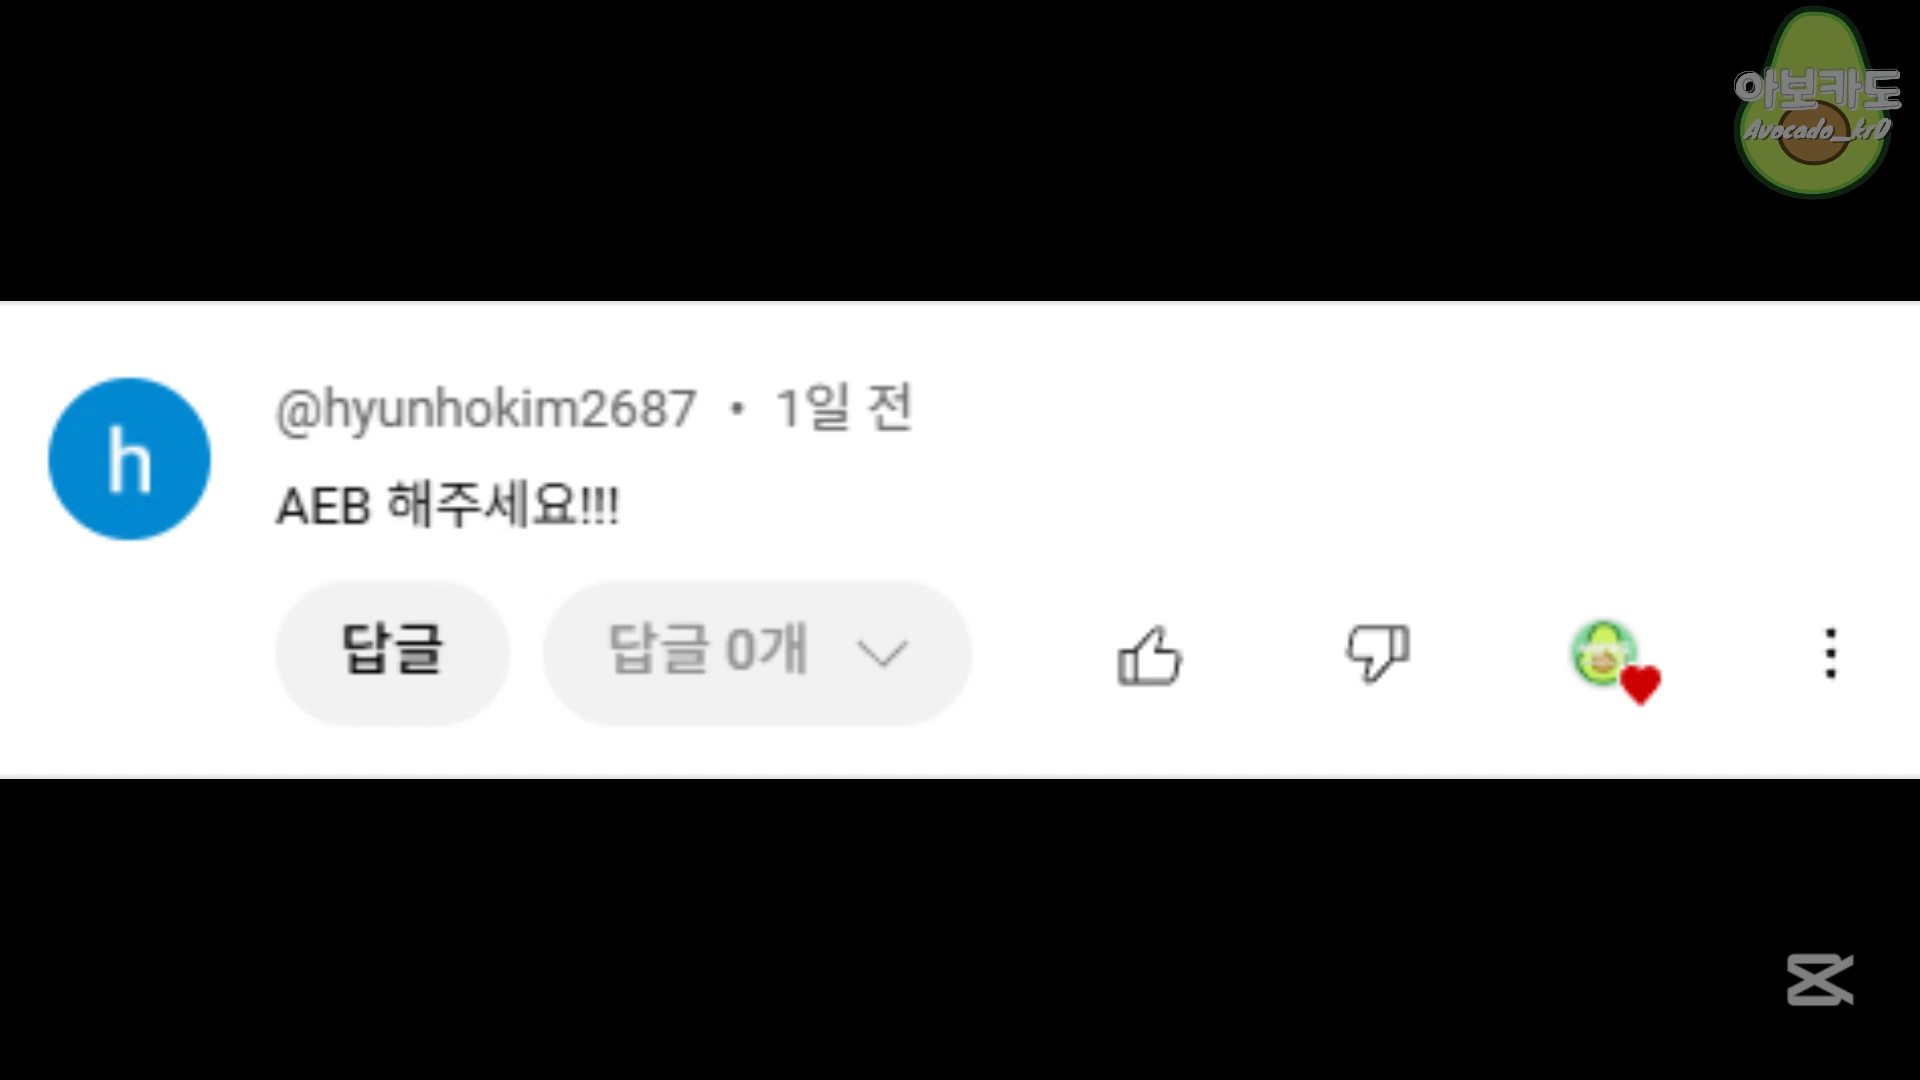 아보카도
Avocado_kr0
h
@hyunhokim2687 • 1일 전
AEB 해주세요!!!
답글
답글 0개